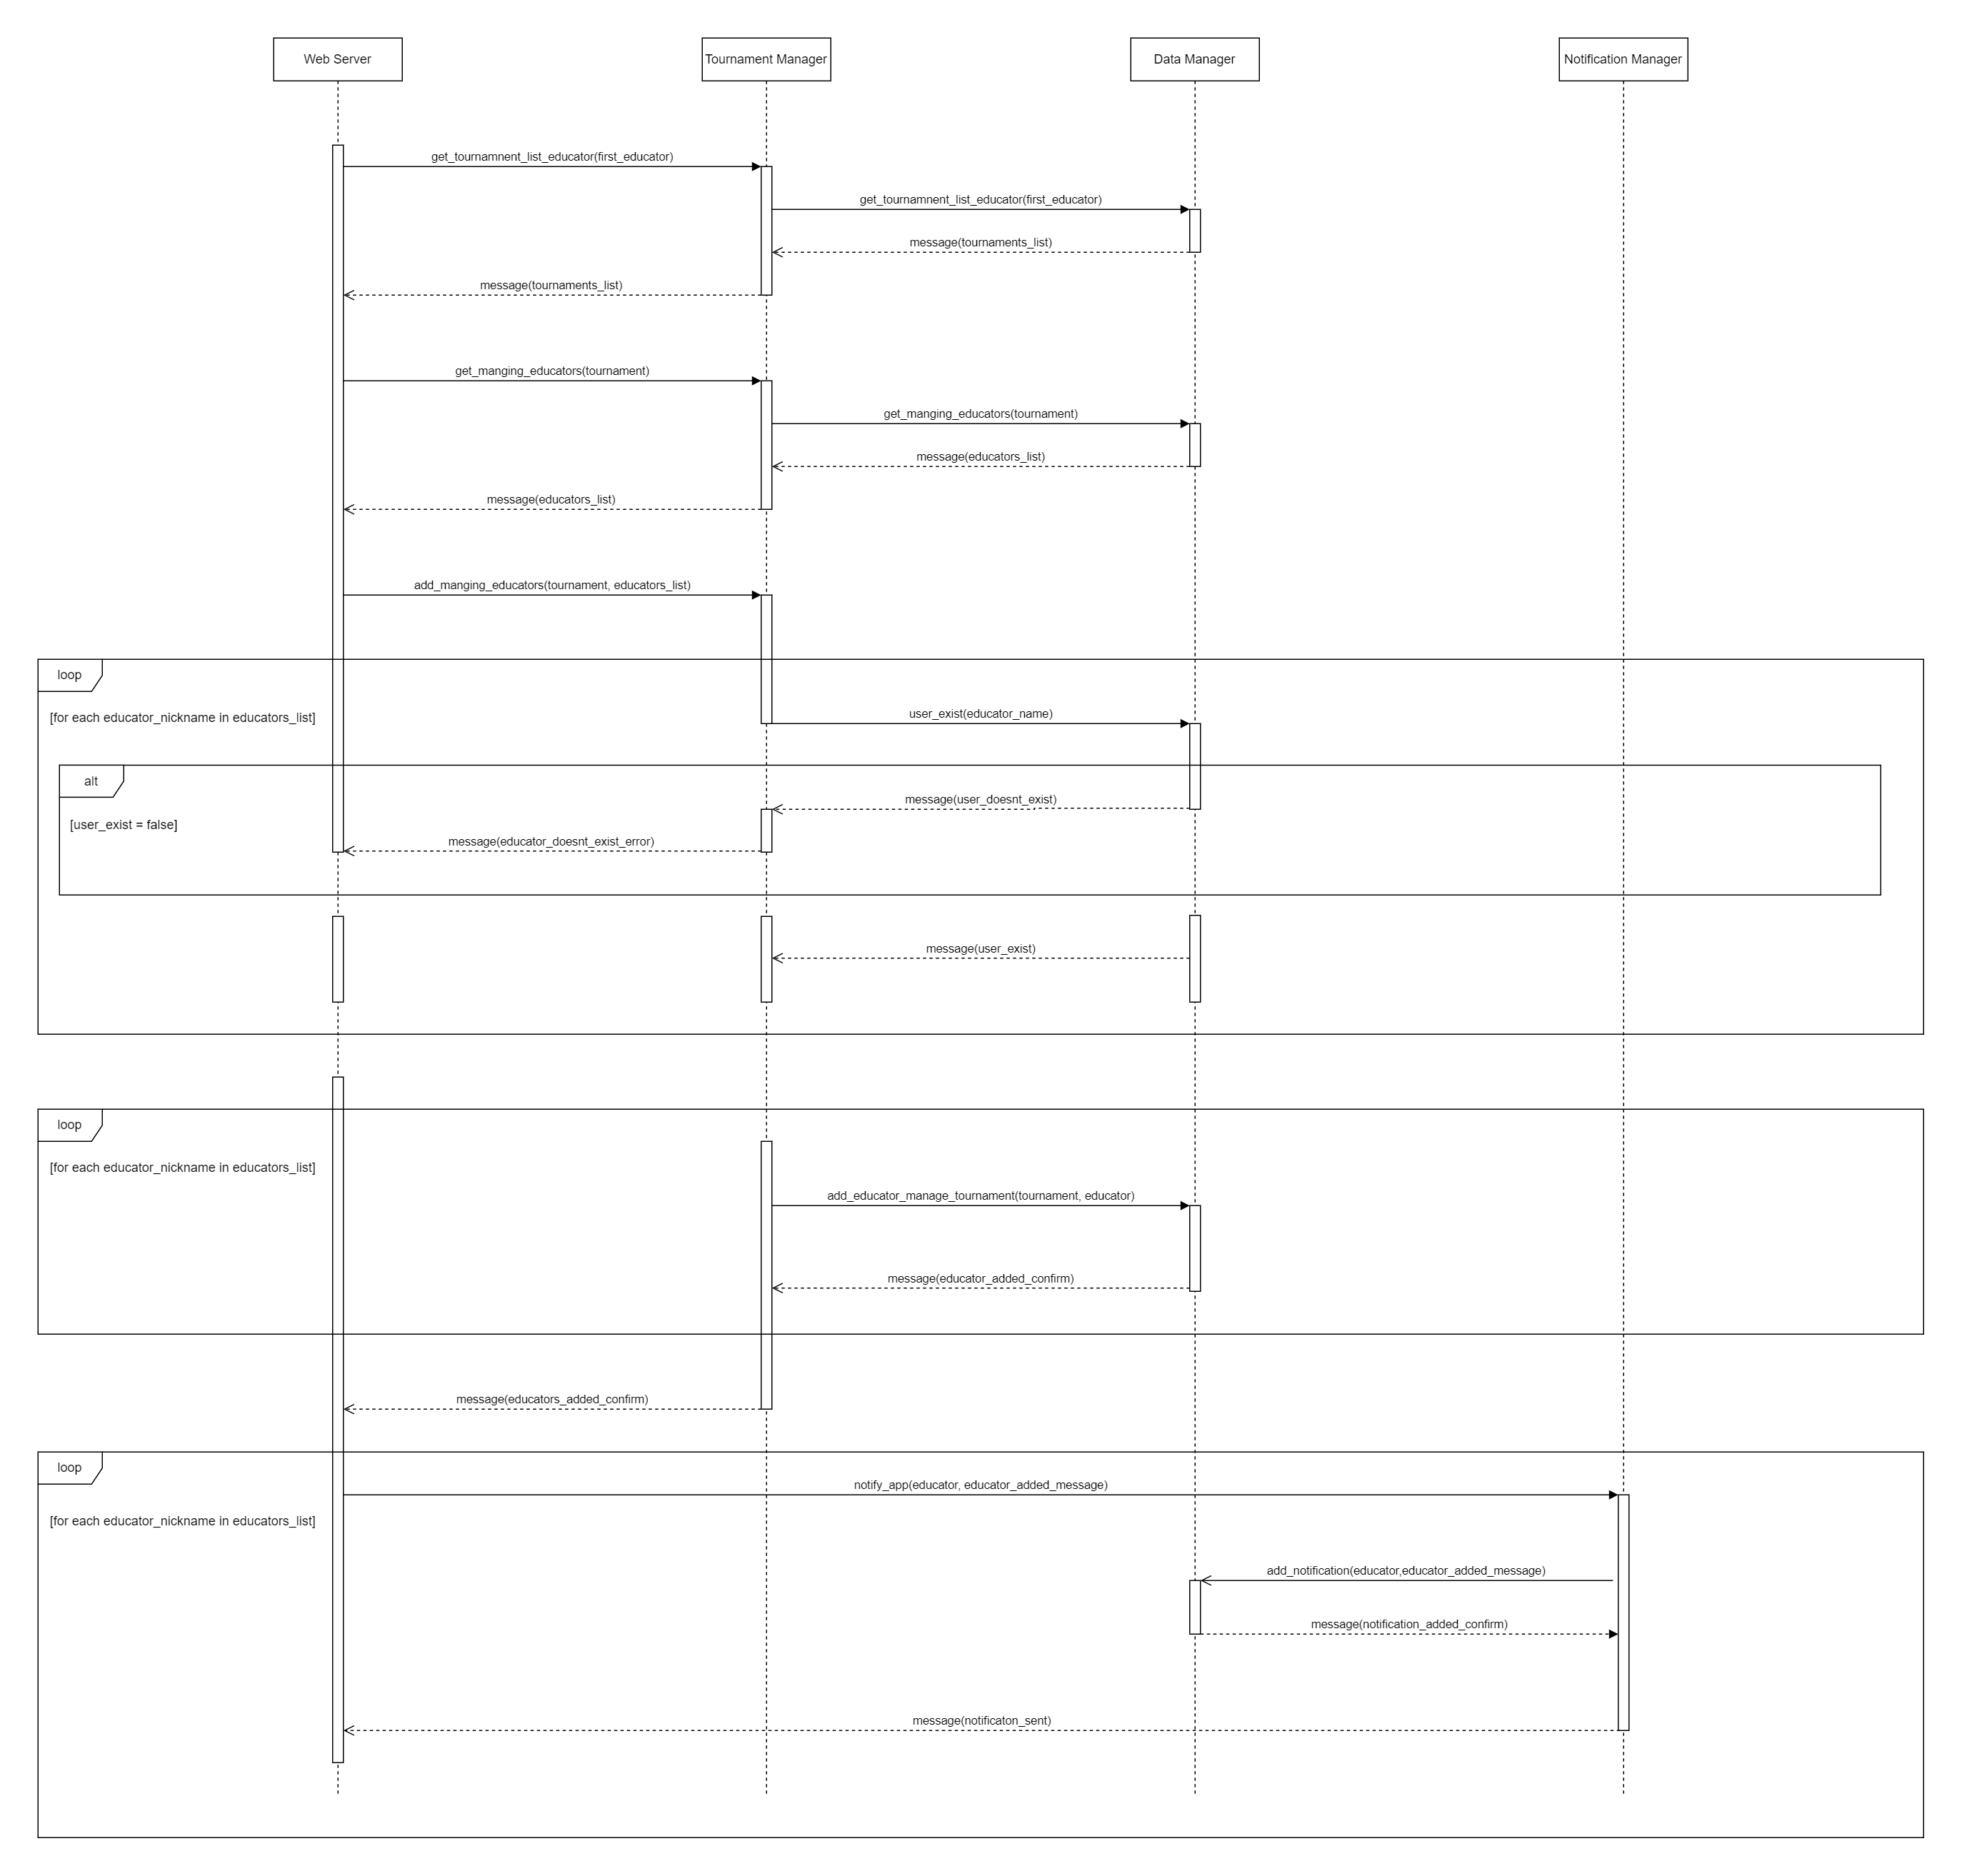 Web Server
Tournament Manager
Data Manager
Notification Manager
get_tournamnent_list_educator(first_educator)
get_tournamnent_list_educator(first_educator)
message(tournaments_list)
message(tournaments_list)
get_manging_educators(tournament)
get_manging_educators(tournament)
message(educators_list)
message(educators_list)
add_manging_educators(tournament, educators_list)
loop
[for each educator_nickname in educators_list]
user_exist(educator_name)
alt
message(user_doesnt_exist)
[user_exist = false]
message(educator_doesnt_exist_error)
message(user_exist)
loop
[for each educator_nickname in educators_list]
add_educator_manage_tournament(tournament, educator)
message(educator_added_confirm)
message(educators_added_confirm)
loop
notify_app(educator, educator_added_message)
[for each educator_nickname in educators_list]
add_notification(educator,educator_added_message)
message(notification_added_confirm)
message(notificaton_sent)